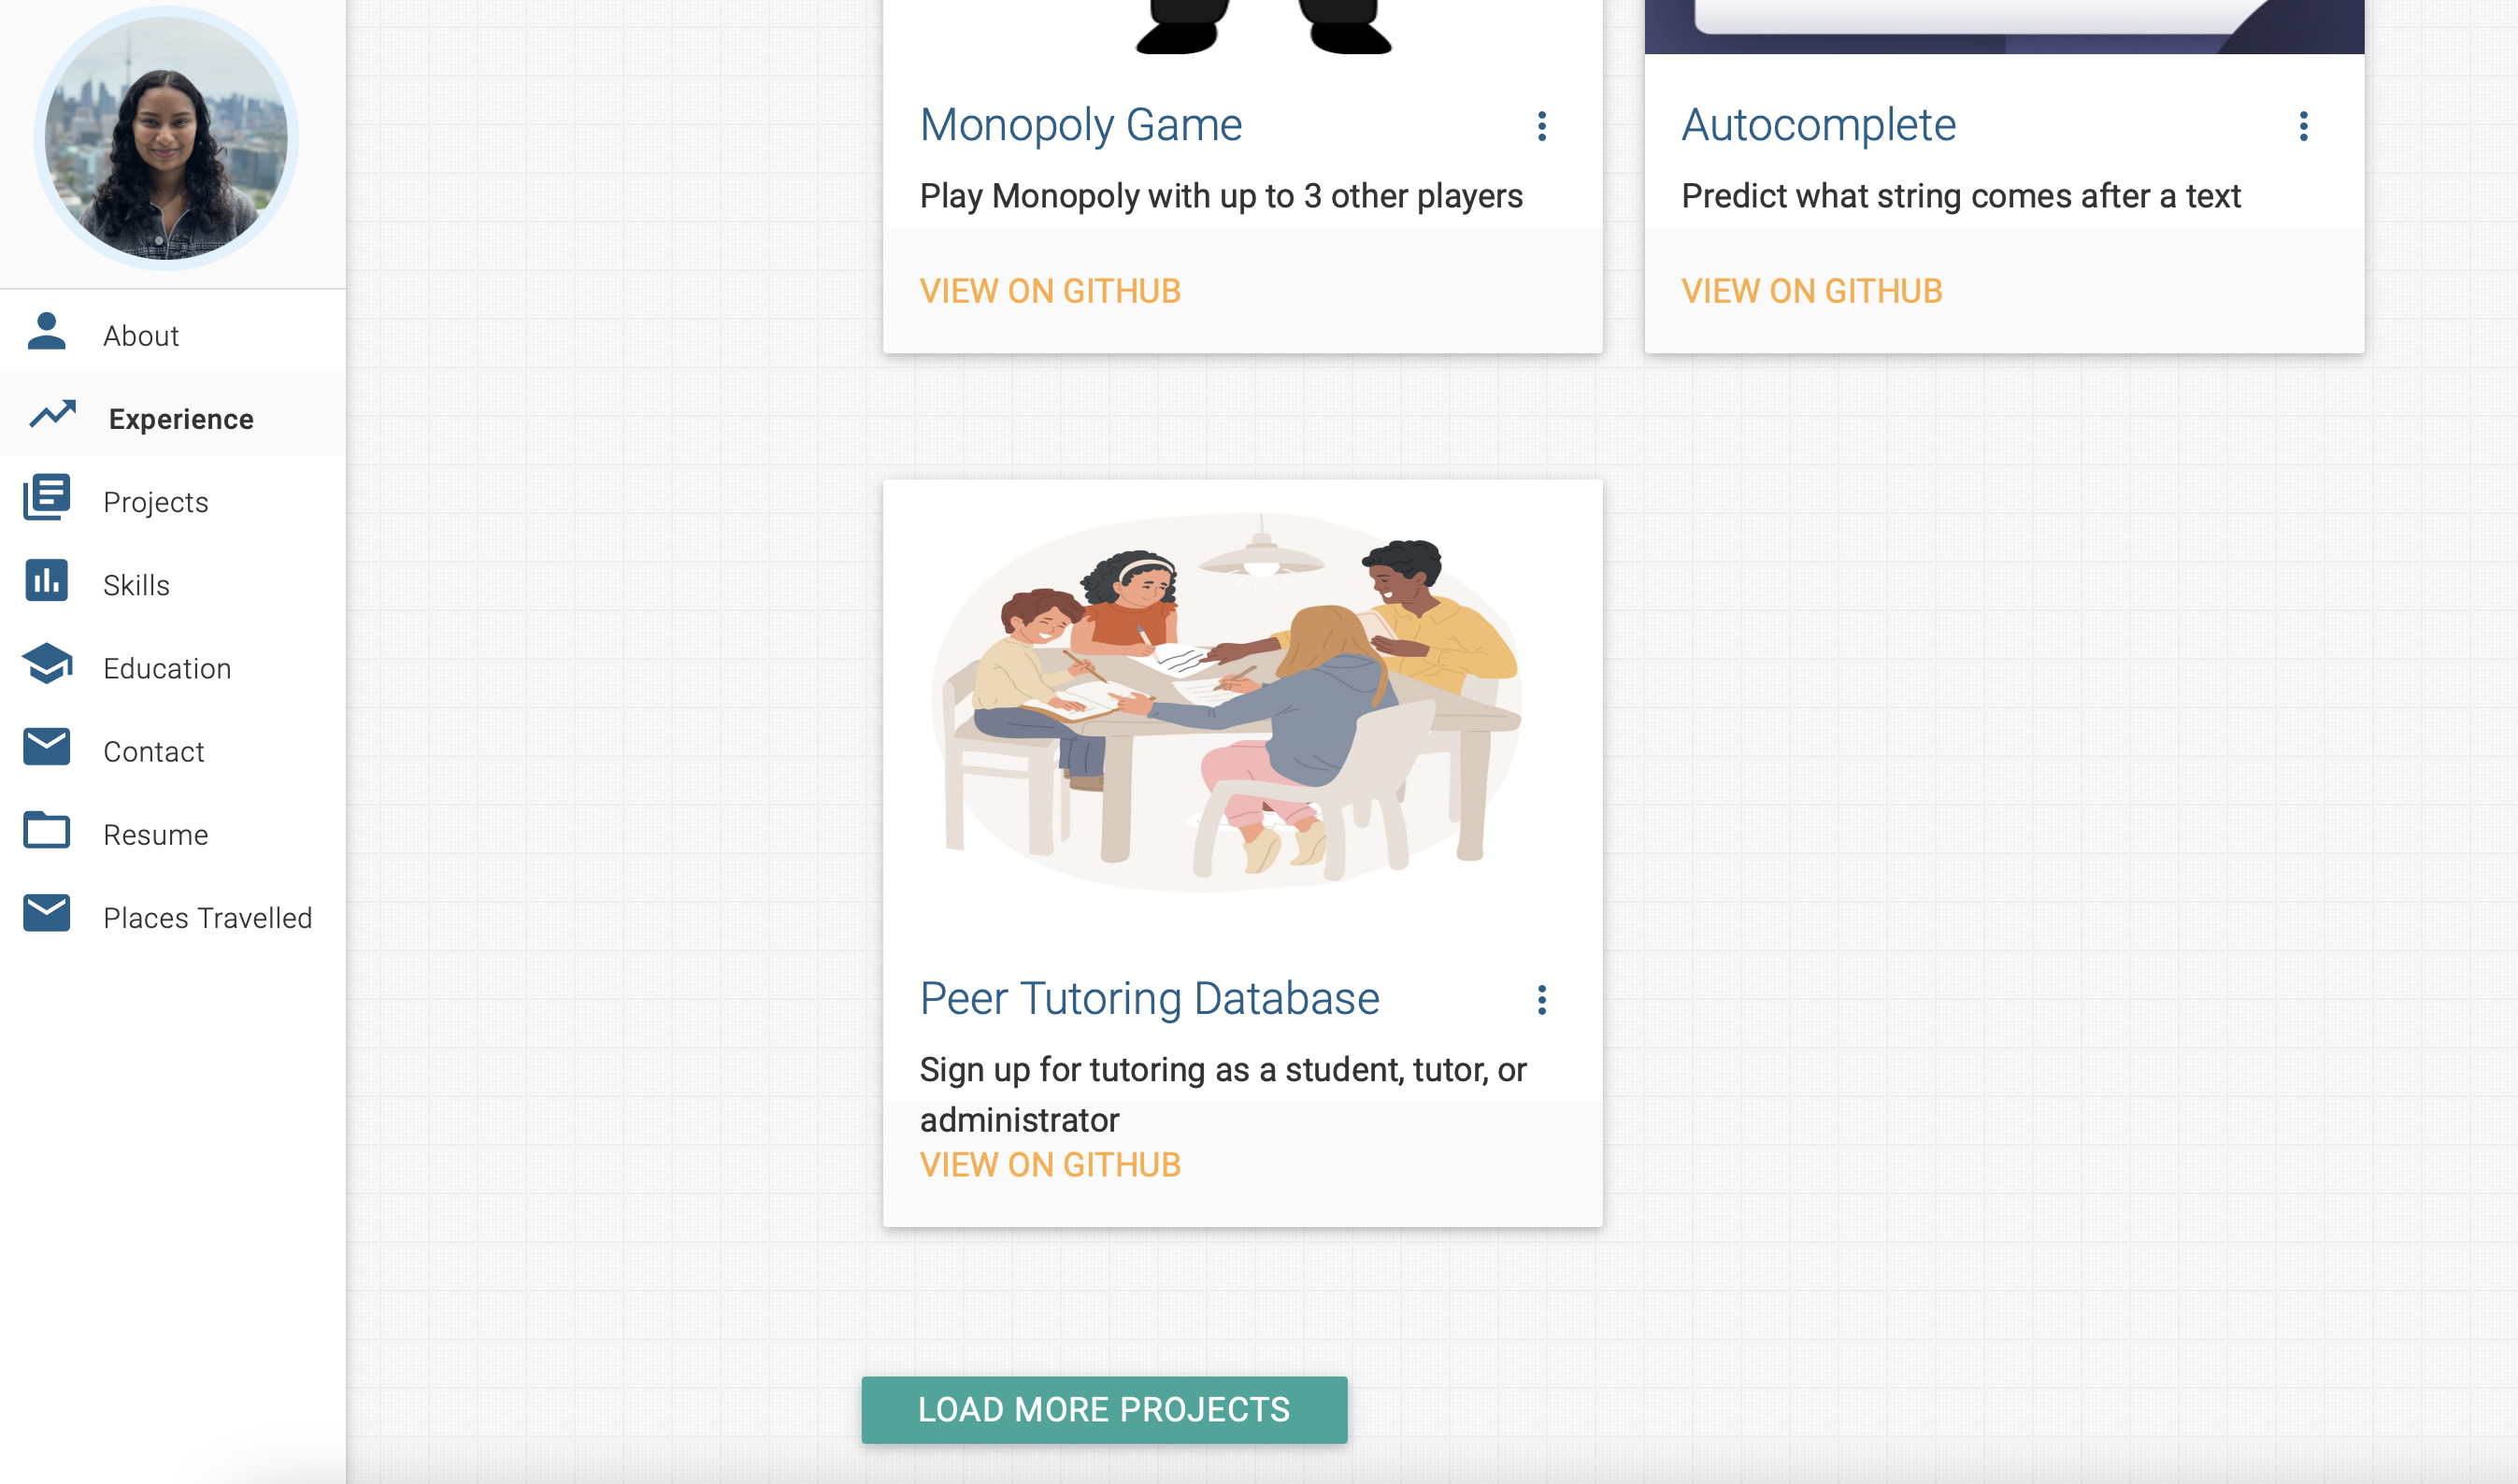 About
Experience
Projects
Skills
Education
Contact
Resume
Places Travelled
Monopoly Game
Play Monopoly with up to 3 other players
VIEW ON GITHUB
Autocomplete
Predict what string comes after a text
VIEW ON GITHUB
Peer Tutoring Database
Sign up for tutoring as a student, tutor, or
administrator
VIEW ON GITHUB
LOAD MORE PROJECTS